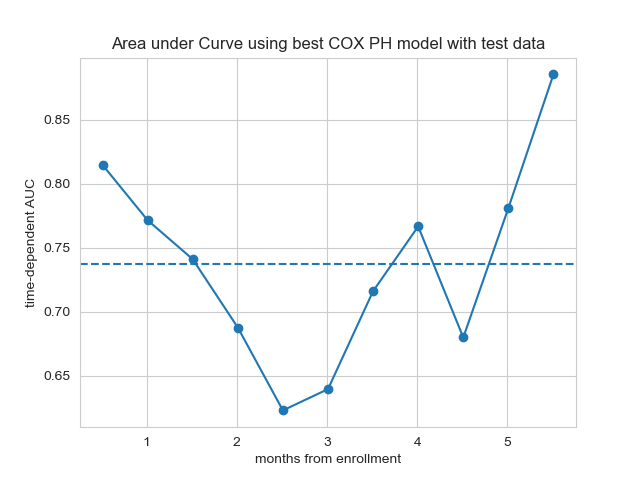 Area under Curve using best COX PH model with test data
time-dependent AUC
0.85
0.80
0.75
0.70
0.65
1 2 3 4 5
months from enrollment